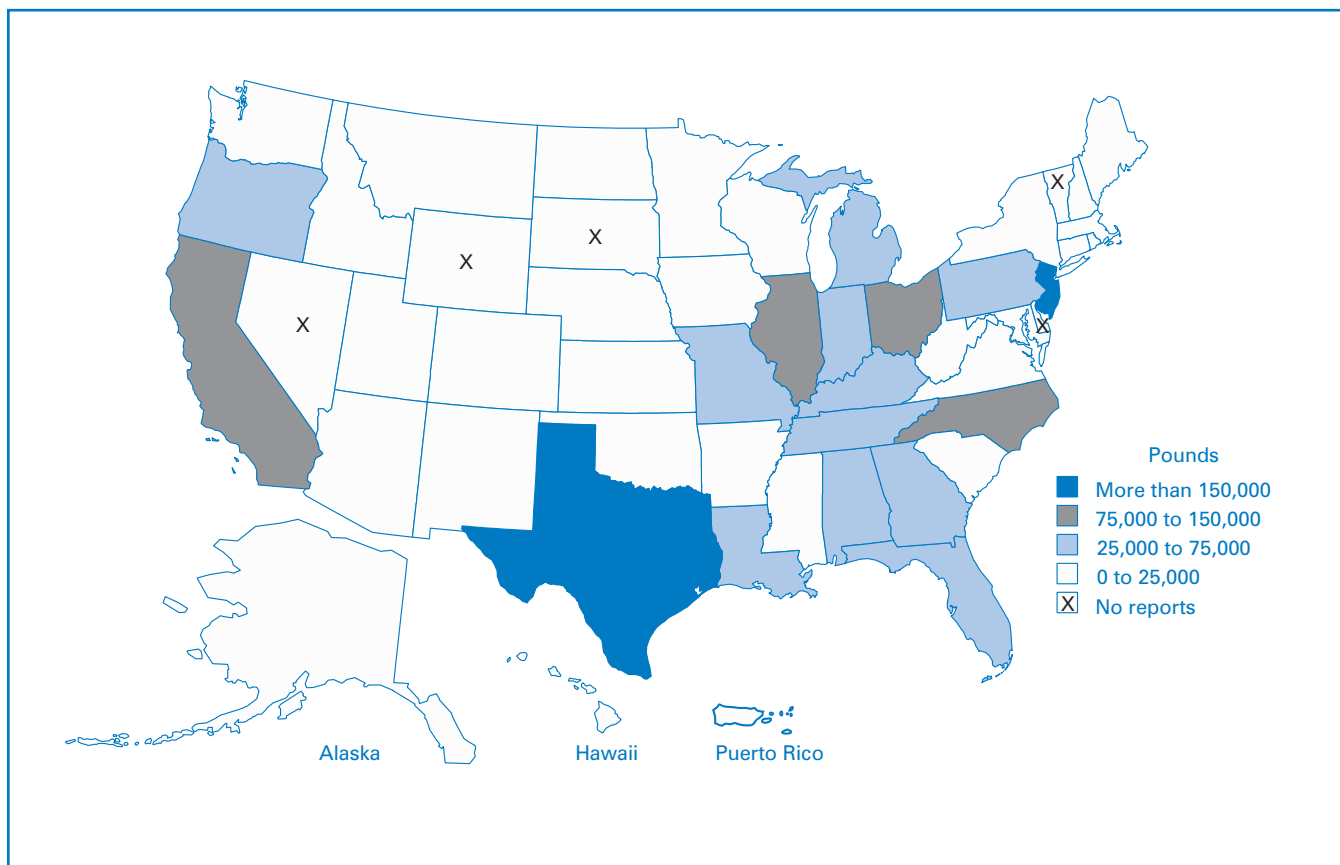 X
X
X
X
X
Pounds
More than 150,000
75,000 to 150,000
25,000 to 75,000
0 to 25,000
X No reports
Alaska Hawaii Puerto Rico